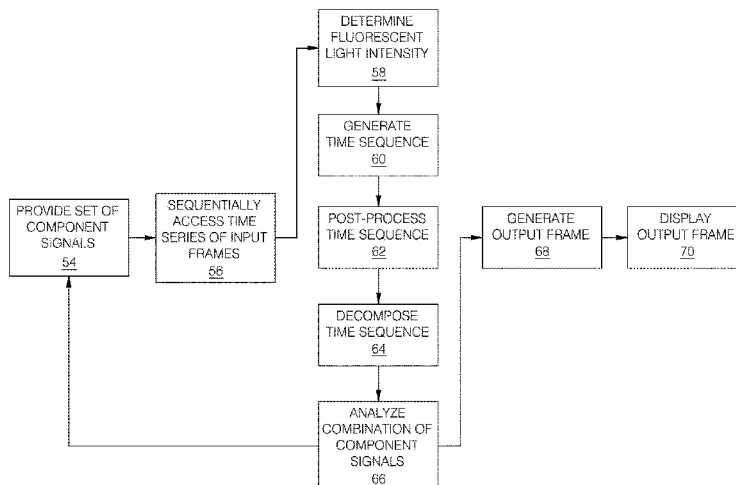 PROVIDE SET OF
COMPONENT
SIGNALS
54
SEQUENTIALLY
ACCESS TIME
SERIES OF INPUT
FRAMES
56
DETERMINE
FLUORESCENT
LIGHT INTENSITY
58
GENERATE
TIME SEQUENCE
60
POST-PROCESS
TIME SEQUENCE
62
DECOMPOSE
TIME SEQUENCE
64
ANALYZE
COMBINATION OF
COMPONENT
SIGNALS
66
GENERATE
OUTPUT FRAME
68
DISPLAY
OUTPUT FRAME
70